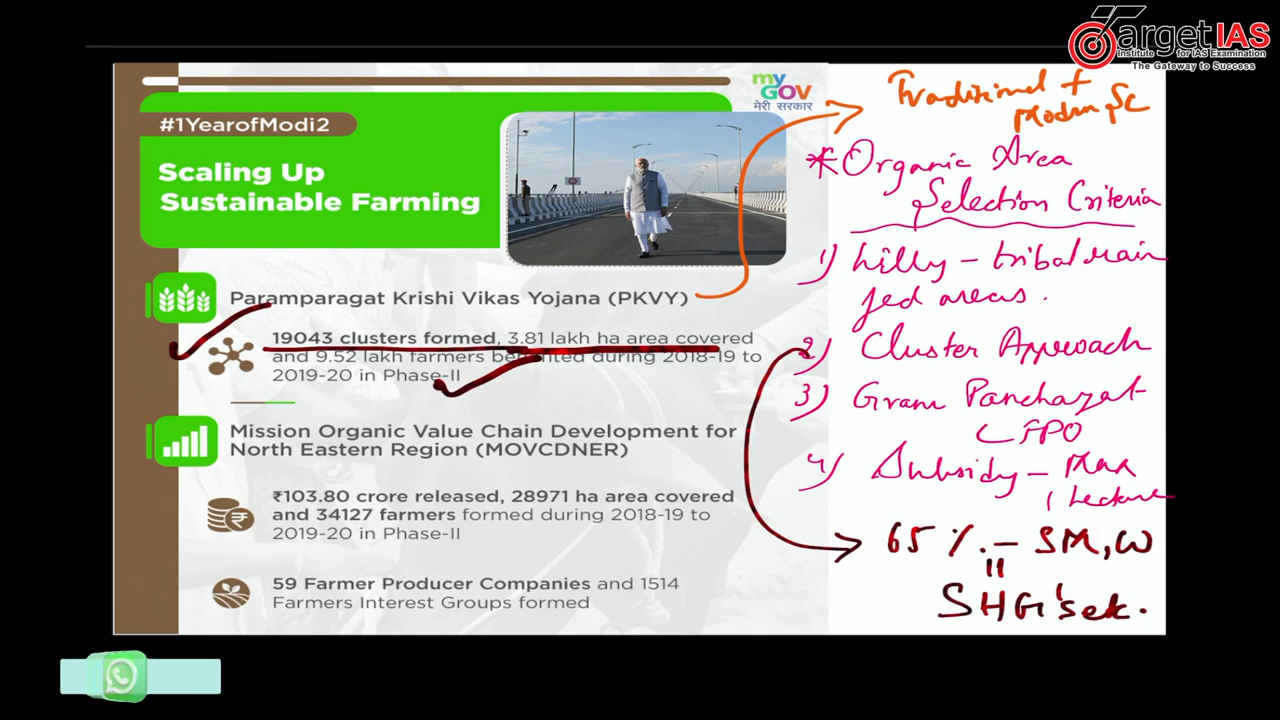 Target IAS
Institute for IAS Examination
The Gateway to Success
my
GOV
मेरी सरकार
#1YearofModi2
Scaling Up
Sustainable Farming
Paramparagat Krishi Vikas Yojana (PKVY)
19043 clusters formed, 3.81 lakh ha area covered
and 9.52 lakh farmers benefited during 2018-19 to
2019-20 in Phase-II
Mission Organic Value Chain Development for
North Eastern Region (MOVCDNER)
₹103.80 crore released, 28971 ha area covered
and 34127 farmers formed during 2018-19 to
2019-20 in Phase-II
59 Farmer Producer Companies and 1514
Farmers Interest Groups formed
Traditional +
Modern Sc
* Organic Area
Selection Criteria
1) hilly - tribal rain
fed areas.
2) Cluster Approach
3) Gram Panchayat
FPO
4) Subsidy - Max
1 hectare
65 % - SM, W
SHG's etc.